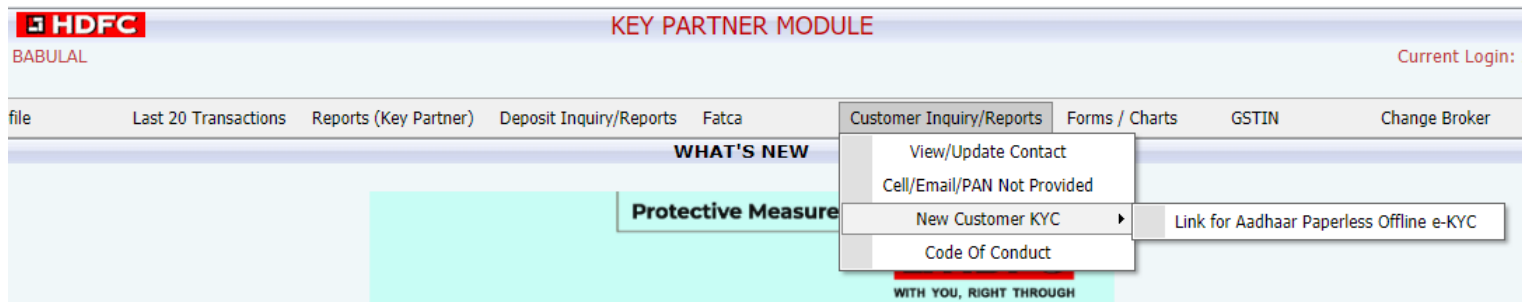 HDFC
KEY PARTNER MODULE
BABULAL
Current Login:
file Last 20 Transactions Reports (Key Partner) Deposit Inquiry/Reports Fatca Customer Inquiry/Reports Forms / Charts GSTIN Change Broker
WHAT'S NEW
View/Update Contact
Cell/Email/PAN Not Provided
Protective Measure
New Customer KYC
Link for Aadhaar Paperless Offline e-KYC
Code Of Conduct
WITH YOU, RIGHT THROUGH